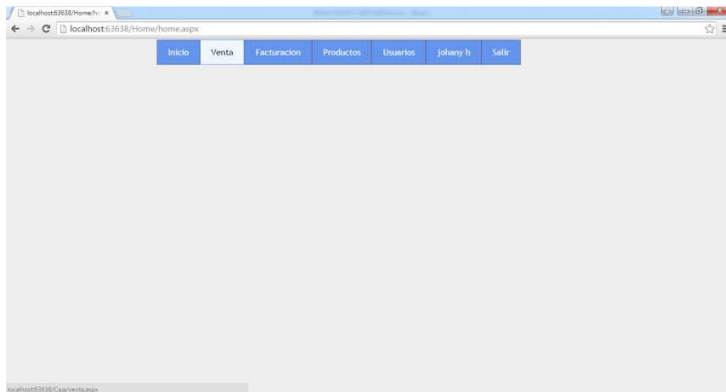 localhost:63638/Home/h
localhost:63638/Home/home.aspx
Inicio Venta Facturacion Productos Usuarios johany h Salir
localhost:63638/Caja/venta.aspx